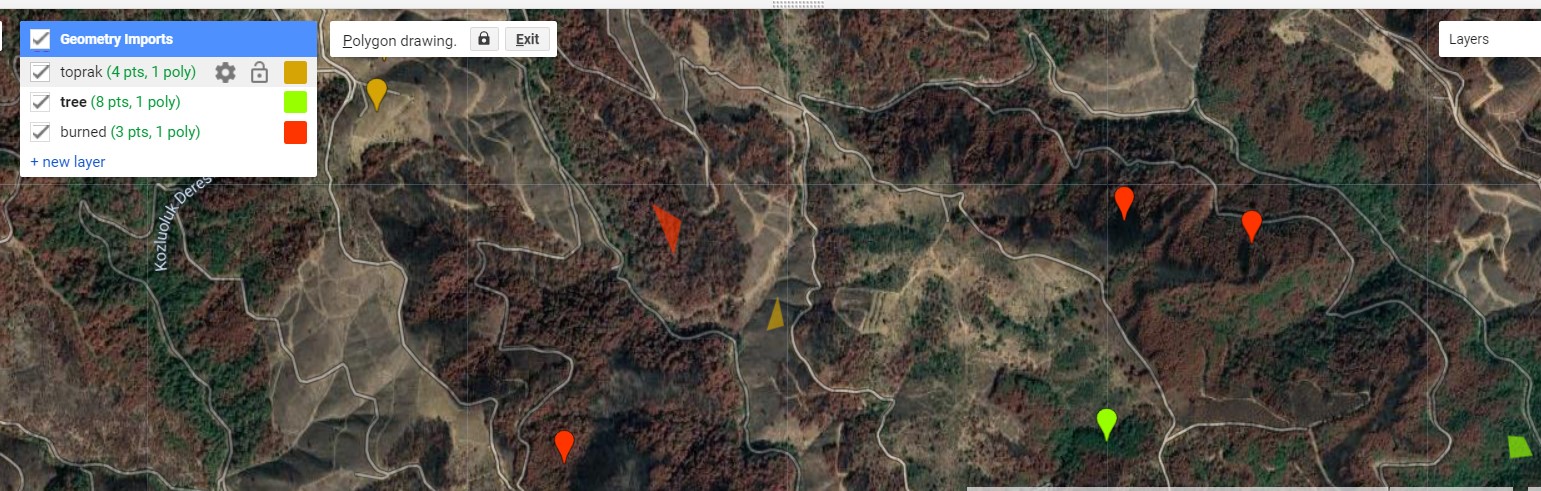 Geometry Imports
Polygon drawing. Exit
Layers
toprak (4 pts, 1 poly)
tree (8 pts, 1 poly)
burned (3 pts, 1 poly)
+ new layer
Kozluoluk Deres